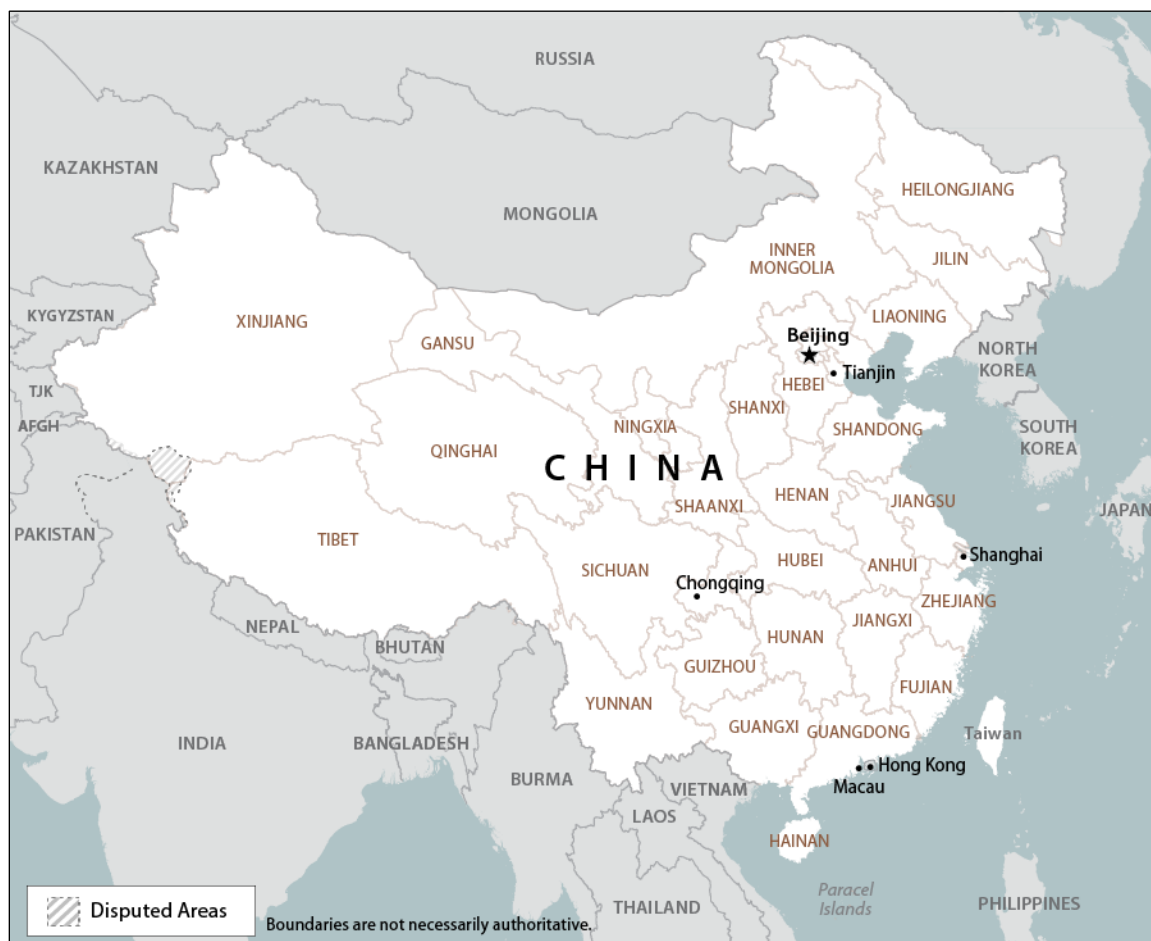 RUSSIA
KAZAKHSTAN
MONGOLIA
HEILONGJIANG
INNER
MONGOLIA
JILIN
KYGYZSTAN
XINJIANG
GANSU
LIAONING
Beijing
NORTH
KOREA
TJK
Tianjin
HEBEI
AFGH
SHANXI
NINGXIA
SHANDONG
SOUTH
KOREA
QINGHAI
CHINA
HENAN
SHAANXI
JIANGSU
JAPAN
PAKISTAN
TIBET
SICHUAN
HUBEI
ANHUI
Shanghai
Chongqing
ZHEJIANG
NEPAL
BHUTAN
HUNAN
JIANGXI
GUIZHOU
FUJIAN
YUNNAN
GUANGXI
GUANGDONG
Taiwan
INDIA
BANGLADESH
BURMA
Hong Kong
Macau
VIETNAM
LAOS
HAINAN
Paracel
Islands
PHILIPPINES
THAILAND
Disputed Areas
Boundaries are not necessarily authoritative.